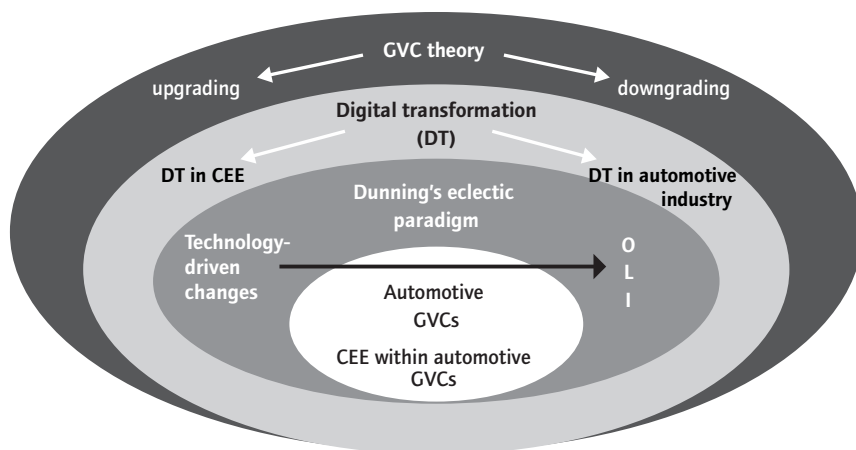 GVC theory
upgrading
downgrading
Digital transformation
(DT)
DT in CEE
DT in automotive
industry
Dunning's eclectic
paradigm
Technology-
driven
changes
O
L
I
Automotive
GVCs
CEE within automotive
GVCs